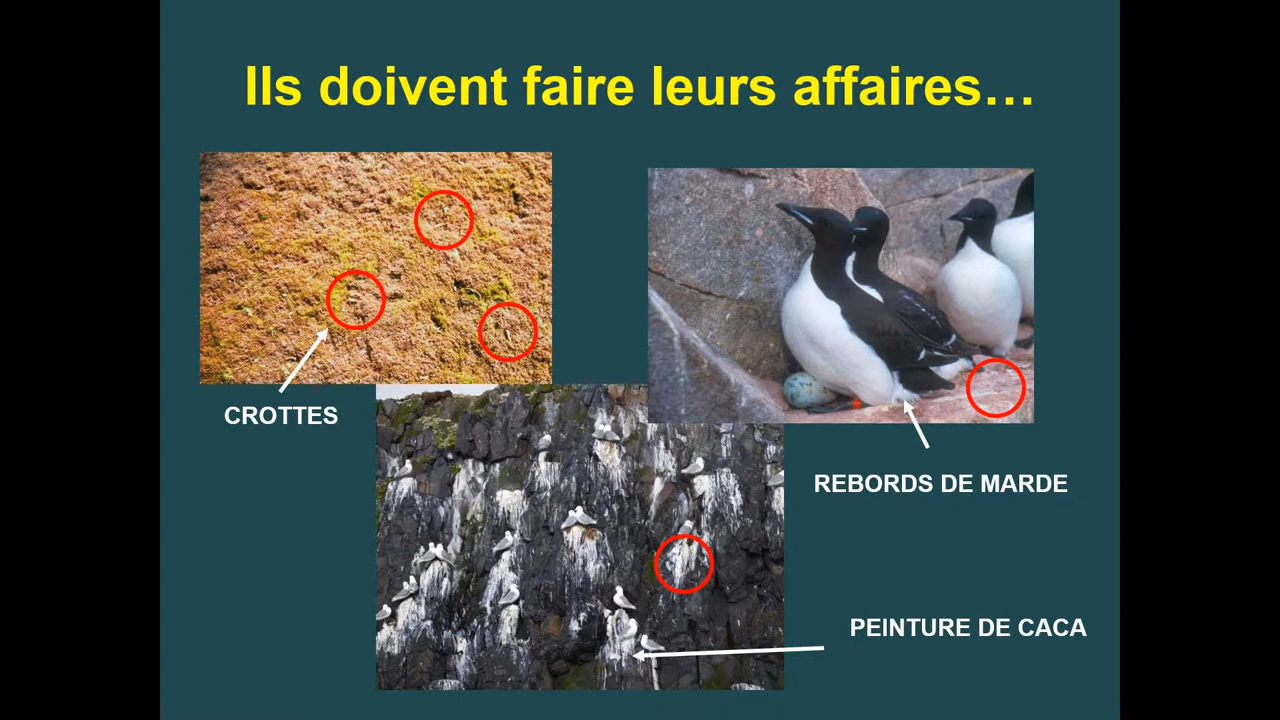 Ils doivent faire leurs affaires…
CROTTES
REBORDS DE MARDE
PEINTURE DE CACA